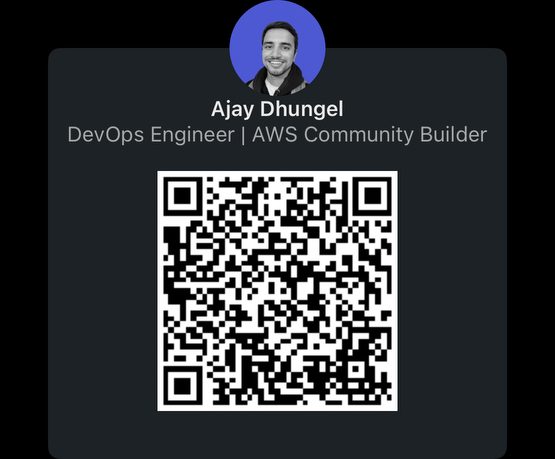 Ajay Dhungel
DevOps Engineer | AWS Community Builder